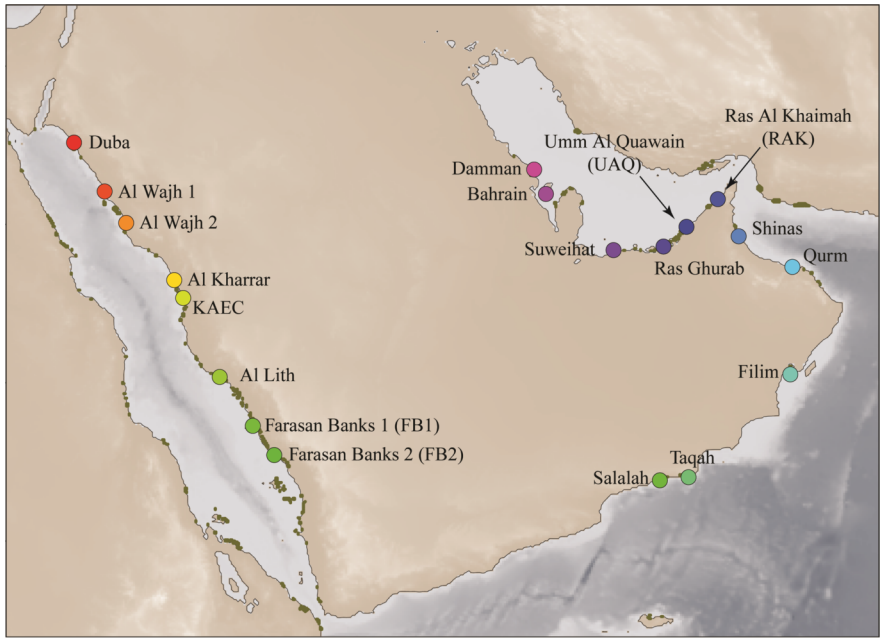 Duba
Al Wajh 1
Al Wajh 2
Al Kharrar
KAEC
Al Lith
Farasan Banks 1 (FB1)
Farasan Banks 2 (FB2)
Ras Al Khaimah
(RAK)
Umm Al Quawain
(UAQ)
Damman
Bahrain
Suweihat
Ras Ghurab
Shinas
Qurm
Filim
Taqah
Salalah